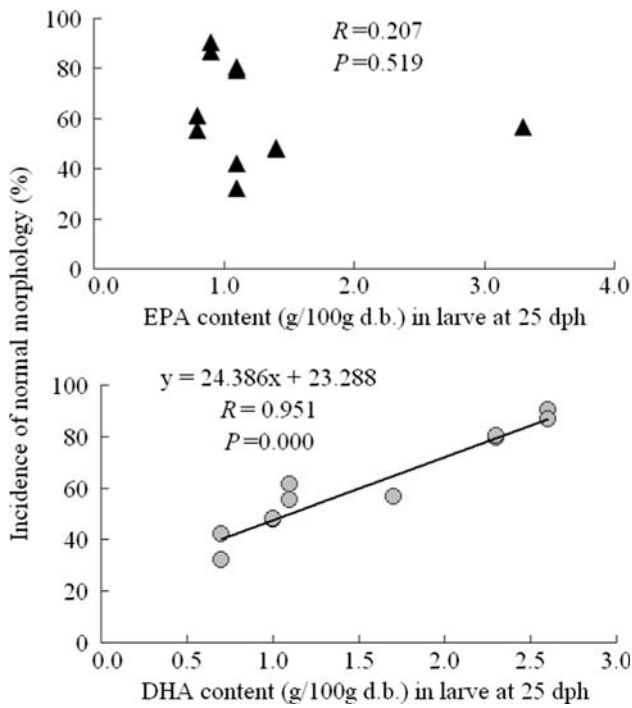 Incidence of normal morphology (%)
100
80
60
40
20
0
R=0.207
P=0.519
0.0 1.0 2.0 3.0 4.0
EPA content (g/100g d.b.) in larve at 25 dph
100
80
60
40
20
0
y = 24.386x + 23.288
R= 0.951
P=0.000
0.0 0.5 1.0 1.5 2.0 2.5 3.0
DHA content (g/100g d.b.) in larve at 25 dph